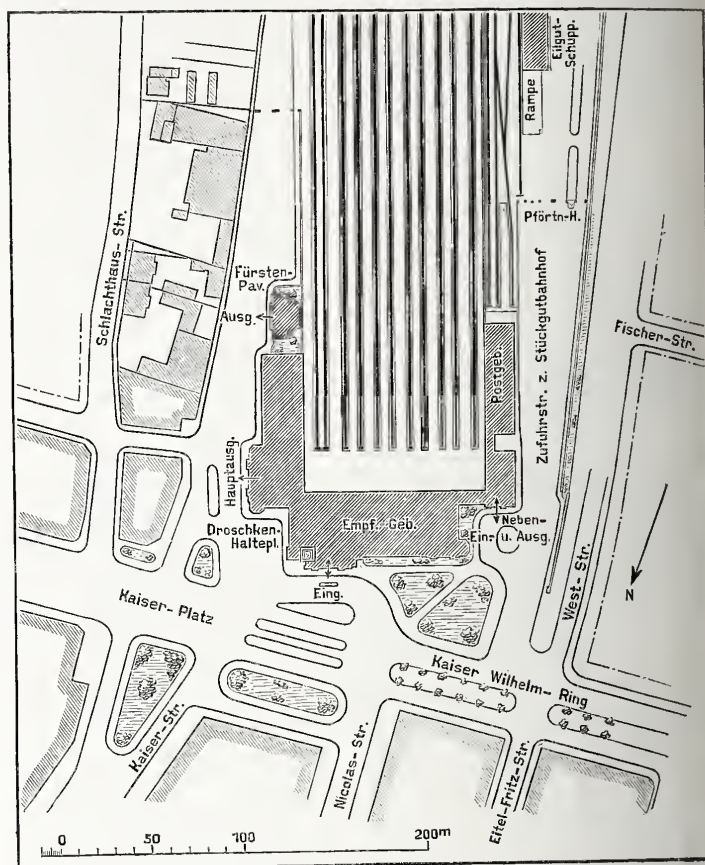 Eilgut-
Schupp.
Rampe
Pförtn-H.
Schlachthaus-Str.
Fürsten-
Pav.
Ausg.
Fischer-Str.
Zufuhrstr. z. Stückgutbahnhof
Postgeb.
Hauptausg.
Droschken-
Haltepl.
Empf. Geb.
Neben-
Ein- u. Ausg.
Eing.
West-Str.
N
Kaiser-Platz
Kaiser Wilhelm-Ring
Kaiser-Str.
Nicolas-Str.
Eitel-Fritz-Str.
0 50 100 200m